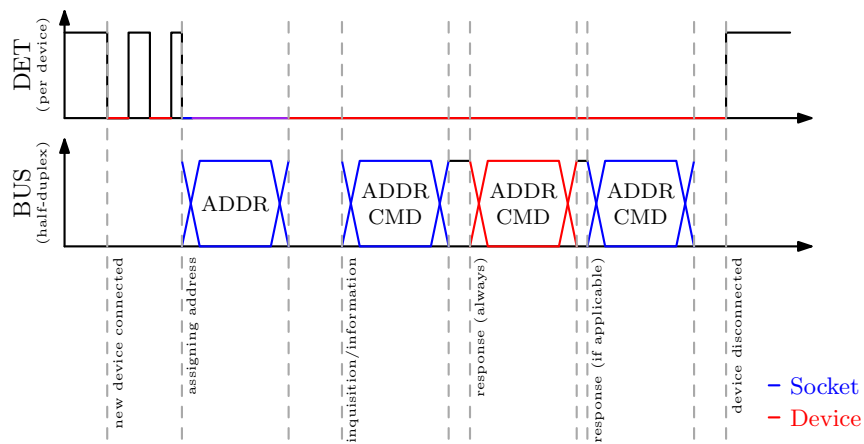 DET
(per device)
BUS
(half-duplex)
ADDR
ADDR
CMD
ADDR
CMD
ADDR
CMD
new device connected
assigning address
inquisition/information
response (always)
response (if applicable)
device disconnected
Socket
Device